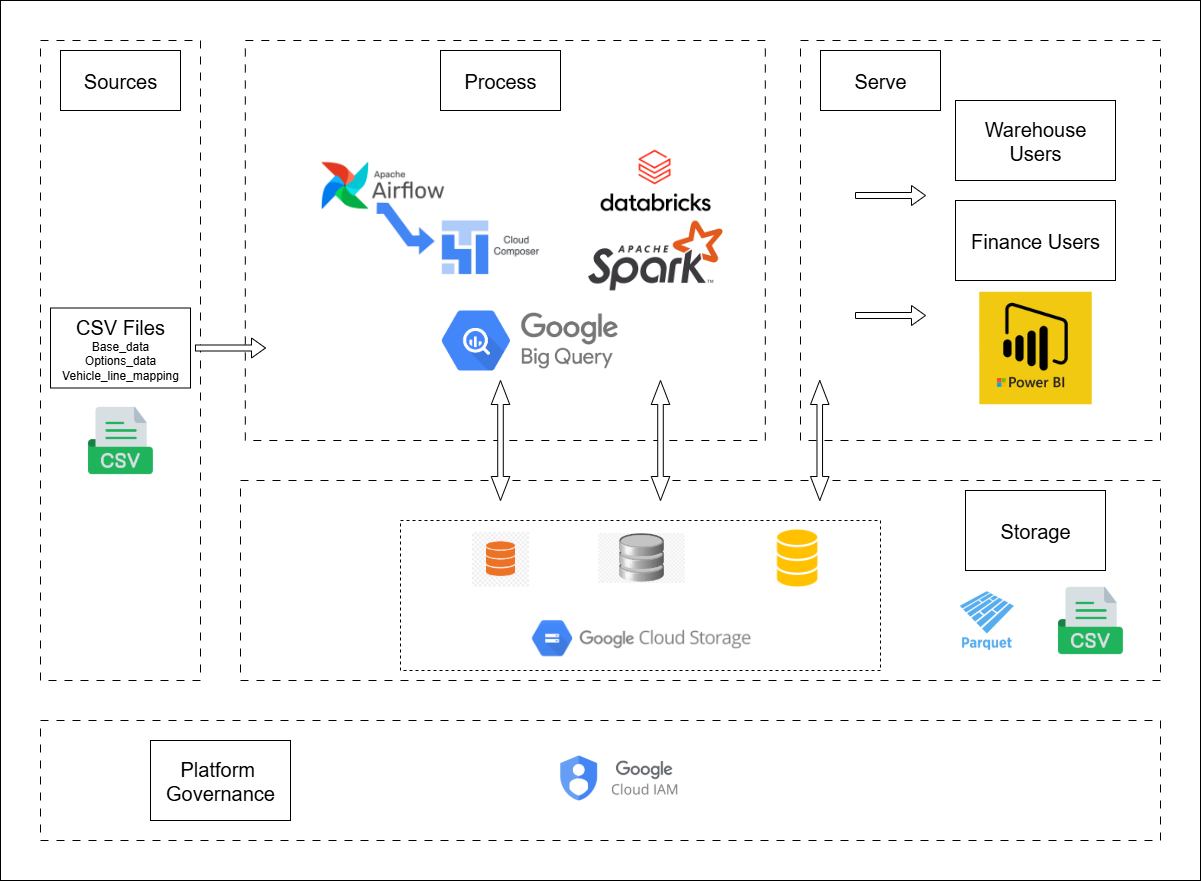 Sources
Process
Serve
Warehouse
Users
Apache
Airflow
databricks
Finance Users
Cloud
Composer
APACHE
Spark™
CSV Files
Base_data
Options_data
Vehicle_line_mapping
Google
Big Query
Power BI
CSV
Storage
Google Cloud Storage
Parquet
CSV
Platform
Governance
Google
Cloud IAM